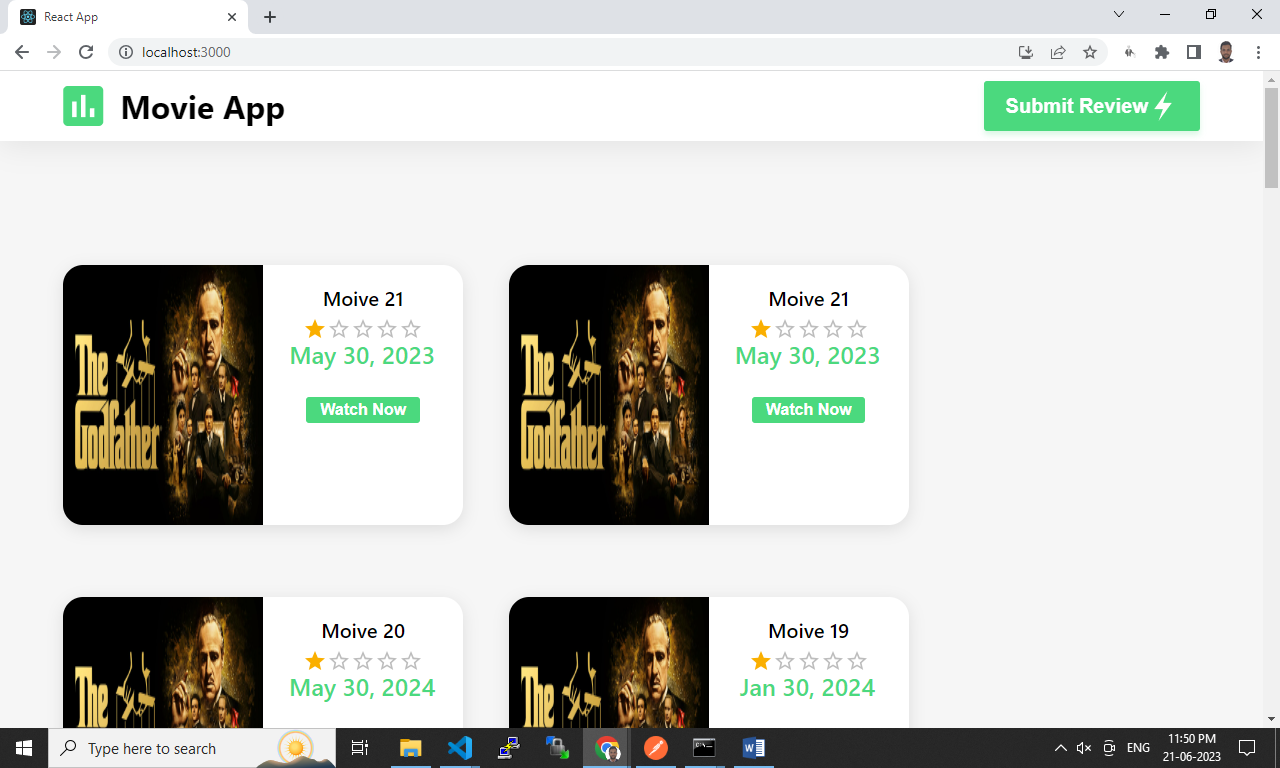 React App
localhost:3000
Movie App
Submit Review
The
Godfather
Moive 21
May 30, 2023
Watch Now
The
Godfather
Moive 21
May 30, 2023
Watch Now
The
Moive 20
May 30, 2024
The
Moive 19
Jan 30, 2024
Type here to search
ENG
11:50 PM
21-06-2023